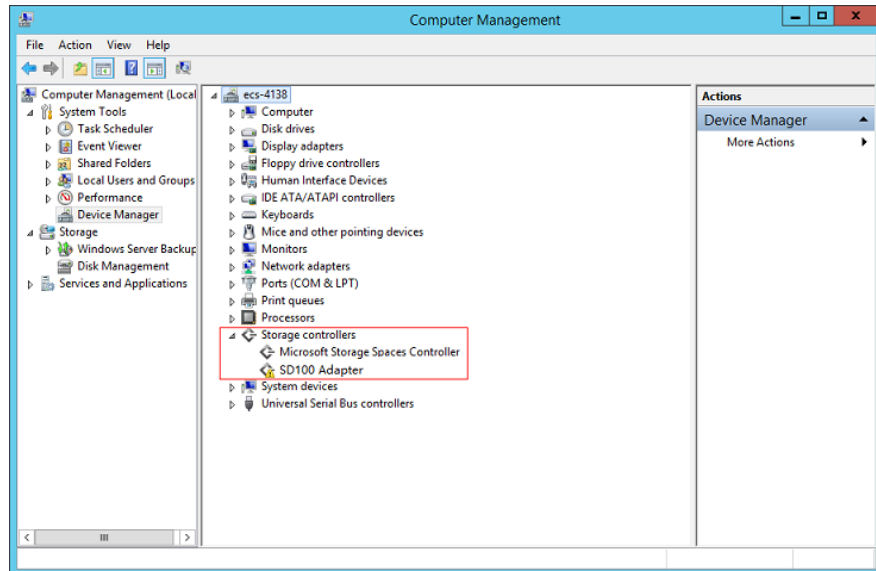 Computer Management
File Action View Help
Computer Management (Local
System Tools
Task Scheduler
Event Viewer
Shared Folders
Local Users and Groups
Performance
Device Manager
Storage
Windows Server Backup
Disk Management
Services and Applications
ecs-4138
Computer
Disk drives
Display adapters
Floppy drive controllers
Human Interface Devices
IDE ATA/ATAPI controllers
Keyboards
Mice and other pointing devices
Monitors
Network adapters
Ports (COM & LPT)
Print queues
Processors
Storage controllers
Microsoft Storage Spaces Controller
SD100 Adapter
System devices
Universal Serial Bus controllers
Actions
Device Manager
More Actions